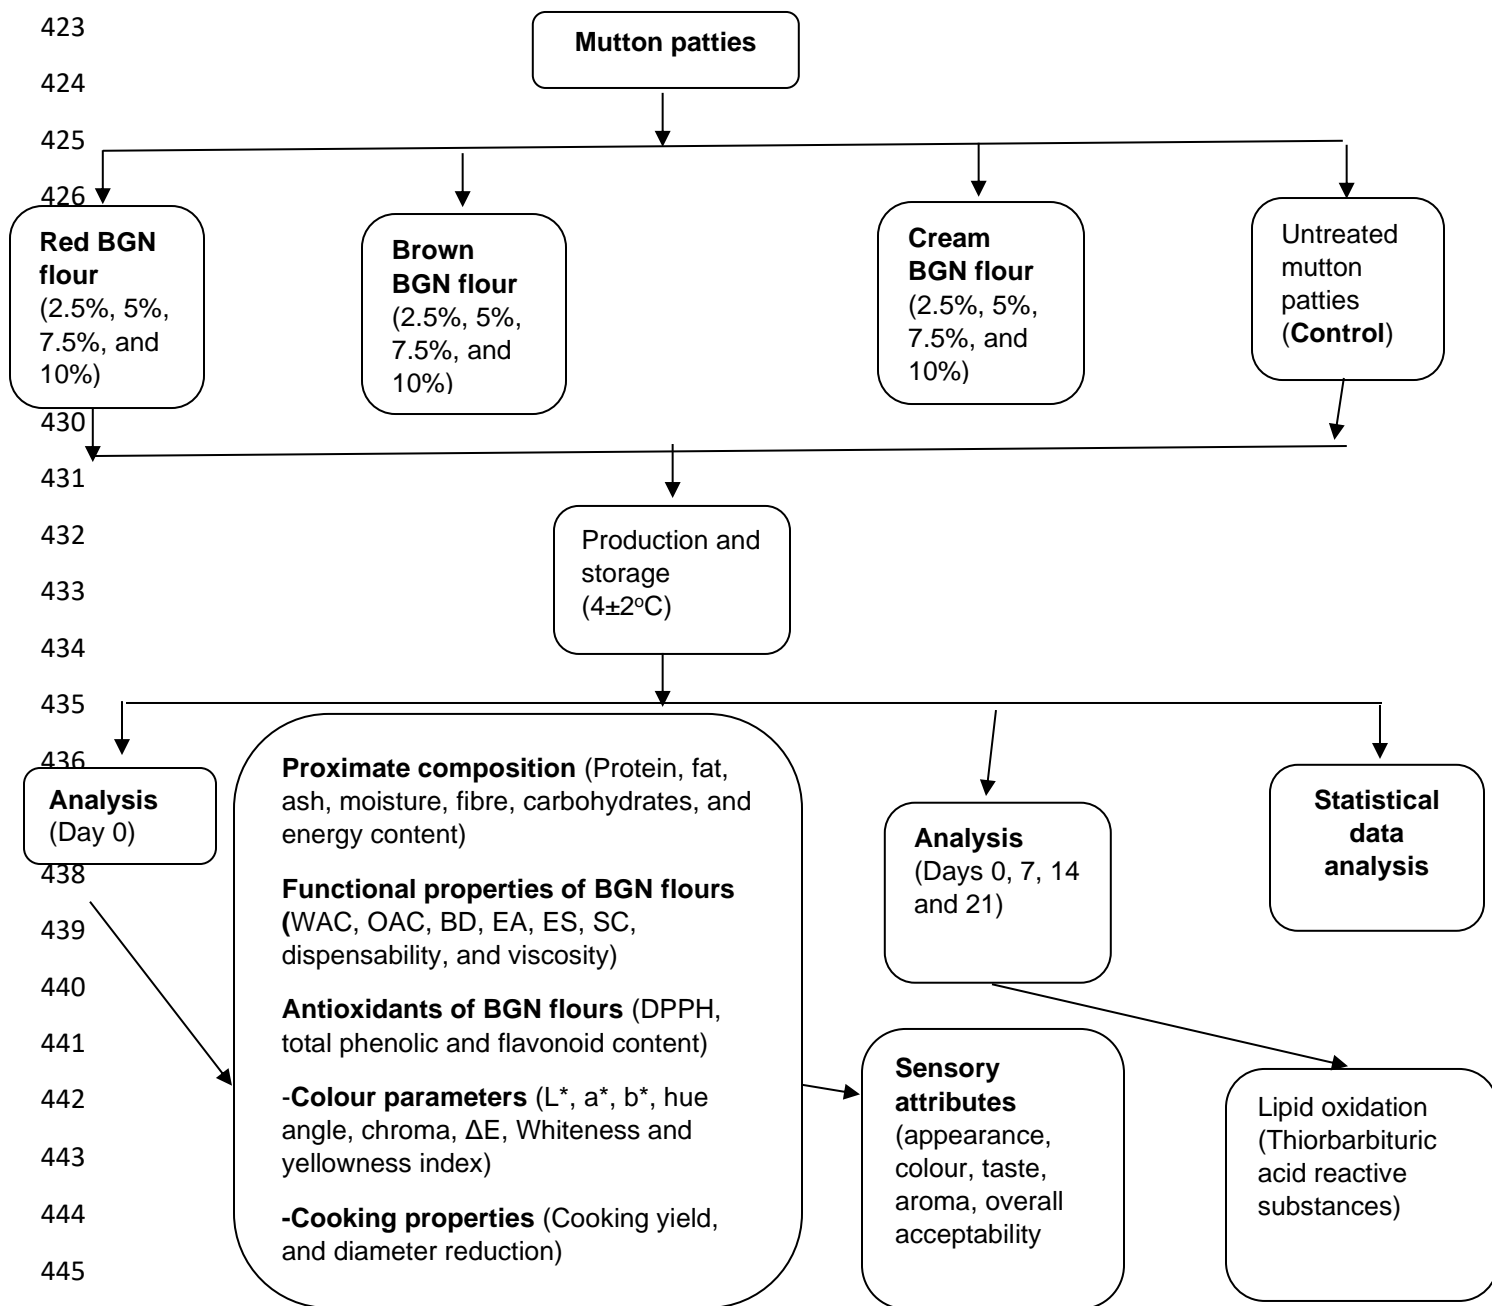 423
Mutton patties
424
425
426
Red BGN
flour
(2.5%, 5%,
7.5%, and
10%)
Brown
BGN flour
(2.5%, 5%,
7.5%, and
10%)
Cream
BGN flour
(2.5%, 5%,
7.5%, and
10%)
Untreated
mutton
patties
(Control)
430
431
432
Production and
storage
(4±2°C)
433
434
435
436
Analysis
(Day 0)
Proximate composition (Protein, fat,
ash, moisture, fibre, carbohydrates, and
energy content)
Functional properties of BGN flours
(WAC, OAC, BD, EA, ES, SC,
dispensability, and viscosity)
Antioxidants of BGN flours (DPPH,
total phenolic and flavonoid content)
-Colour parameters (L*, a*, b*, hue
angle, chroma, ΔE, Whiteness and
yellowness index)
-Cooking properties (Cooking yield,
and diameter reduction)
Analysis
(Days 0, 7, 14
and 21)
Statistical
data
analysis
438
439
440
441
Sensory
attributes
(appearance,
colour, taste,
aroma, overall
acceptability
Lipid oxidation
(Thiorbarbituric
acid reactive
substances)
442
443
444
445